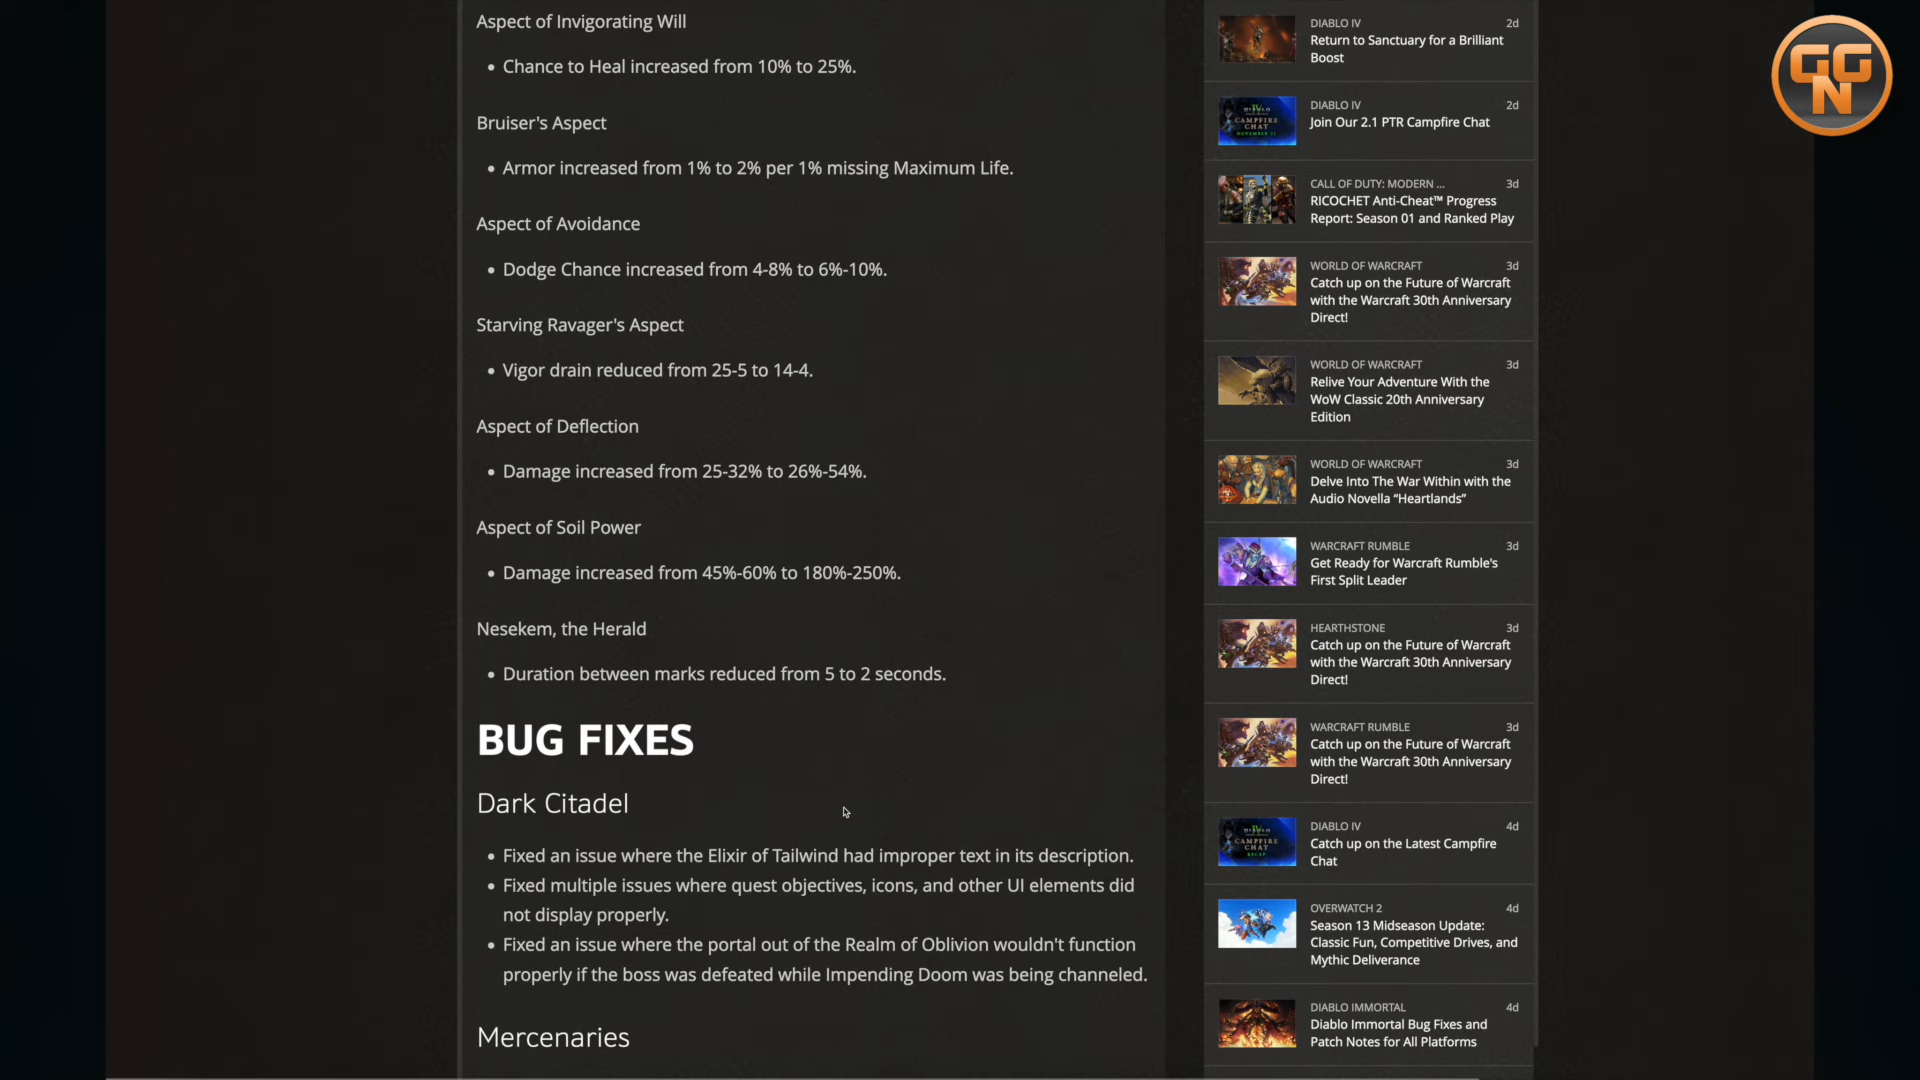 Aspect of Invigorating Will
• Chance to Heal increased from 10% to 25%.
Bruiser's Aspect
• Armor increased from 1% to 2% per 1% missing Maximum Life.
Aspect of Avoidance
• Dodge Chance increased from 4-8% to 6%-10%.
Starving Ravager's Aspect
• Vigor drain reduced from 25-5 to 14-4.
Aspect of Deflection
• Damage increased from 25-32% to 26%-54%.
Aspect of Soil Power
• Damage increased from 45%-60% to 180%-250%.
Nesekem, the Herald
• Duration between marks reduced from 5 to 2 seconds.
BUG FIXES
Dark Citadel
• Fixed an issue where the Elixir of Tailwind had improper text in its description.
• Fixed multiple issues where quest objectives, icons, and other UI elements did
not display properly.
• Fixed an issue where the portal out of the Realm of Oblivion wouldn't function
properly if the boss was defeated while Impending Doom was being channeled.
Mercenaries
DIABLO IV 2d
Return to Sanctuary for a Brilliant
Boost
DIABLO
CAMPFIRE
CHAT
NOVEMBER 21
DIABLO IV 2d
Join Our 2.1 PTR Campfire Chat
CALL OF DUTY: MODERN ... 3d
RICOCHET Anti-Cheat™ Progress
Report: Season 01 and Ranked Play
WORLD OF WARCRAFT 3d
Catch up on the Future of Warcraft
with the Warcraft 30th Anniversary
Direct!
WORLD OF WARCRAFT 3d
Relive Your Adventure With the
WoW Classic 20th Anniversary
Edition
WORLD OF WARCRAFT 3d
Delve Into The War Within with the
Audio Novella “Heartlands”
WARCRAFT RUMBLE 3d
Get Ready for Warcraft Rumble's
First Split Leader
HEARTHSTONE 3d
Catch up on the Future of Warcraft
with the Warcraft 30th Anniversary
Direct!
WARCRAFT RUMBLE 3d
Catch up on the Future of Warcraft
with the Warcraft 30th Anniversary
Direct!
DIABLO
CAMPFIRE
CHAT
RECAP
DIABLO IV 4d
Catch up on the Latest Campfire
Chat
OVERWATCH 2 4d
Season 13 Midseason Update:
Classic Fun, Competitive Drives, and
Mythic Deliverance
DIABLO IMMORTAL 4d
Diablo Immortal Bug Fixes and
Patch Notes for All Platforms
GGN